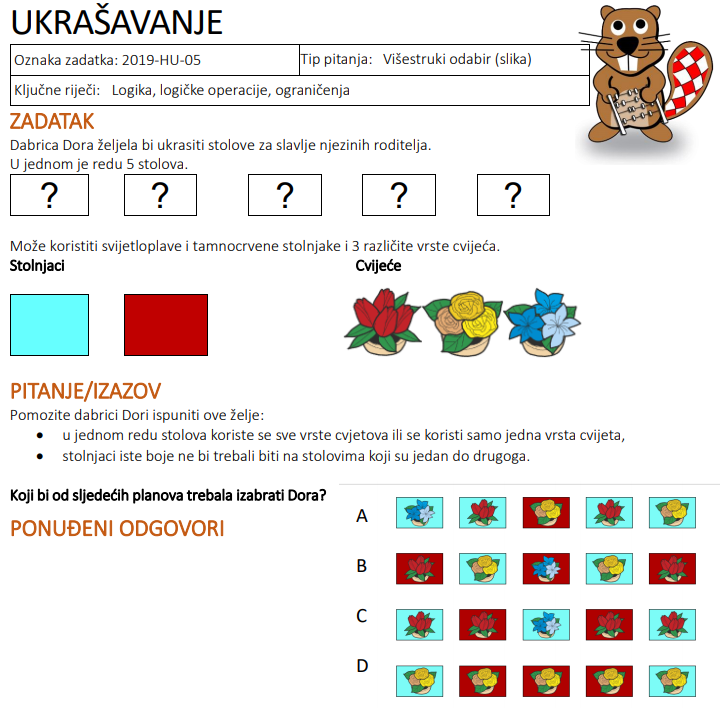 UKRAŠAVANJE
Oznaka zadatka: 2019-HU-05
Tip pitanja: Višestruki odabir (slika)
Ključne riječi: Logika, logičke operacije, ograničenja
ZADATAK
Dabrica Dora željela bi ukrasiti stolove za slavlje njezinih roditelja.
U jednom je redu 5 stolova.
? ? ? ? ?
Može koristiti svijetloplave i tamnocrvene stolnjake i 3 različite vrste cvijeća.
Stolnjaci
Cvijeće
PITANJE/IZAZOV
Pomozite dabrici Dori ispuniti ove želje:
• u jednom redu stolova koriste se sve vrste cvjetova ili se koristi samo jedna vrsta cvijeta,
• stolnjaci iste boje ne bi trebali biti na stolovima koji su jedan do drugoga.
Koji bi od sljedećih planova trebala izabrati Dora?
PONUĐENI ODGOVORI
A
B
C
D